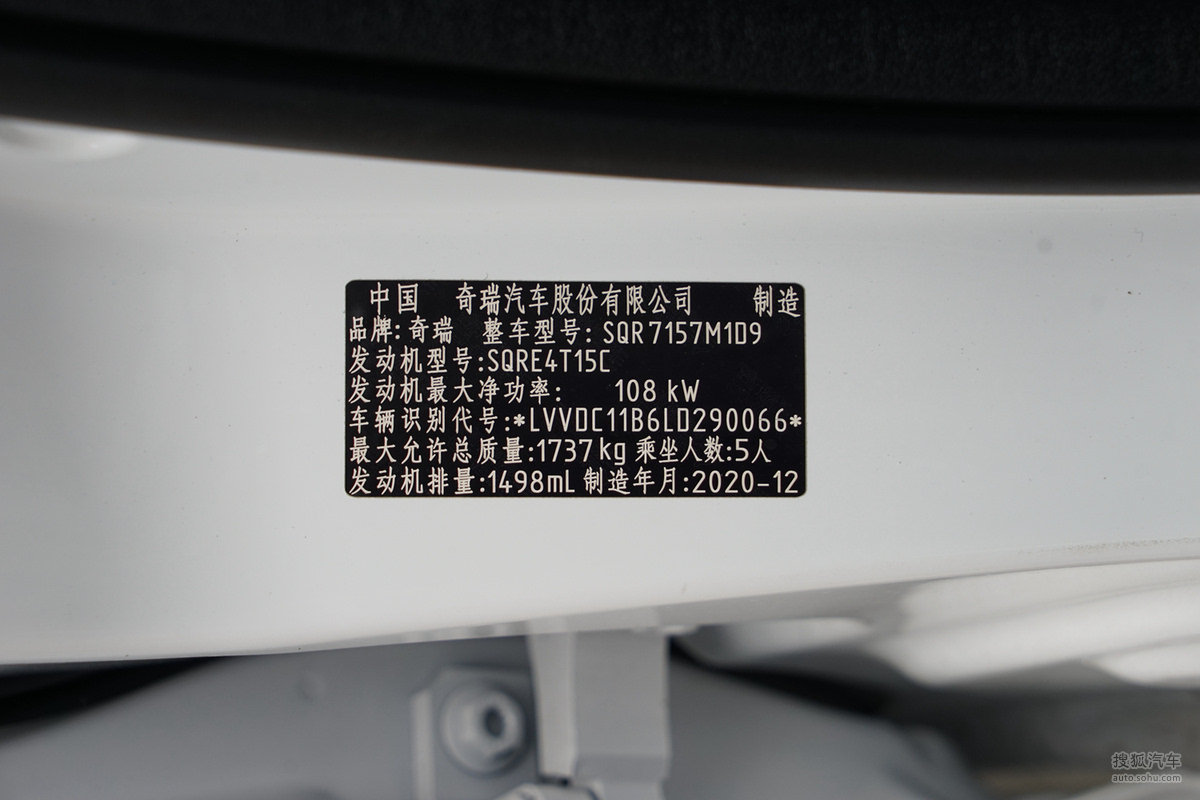 中国 奇瑞汽车股份有限公司 制造
品牌:奇瑞 整车型号:SQR7157M1D9
发动机型号:SQRE4T15C
发动机最大净功率: 108 kW
车辆识别代号:*LVVDC11B6LD290066*
最大允许总质量:1737kg 乘坐人数:5人
发动机排量:1498mL 制造年月:2020-12
搜狐汽车
auto.sohu.com